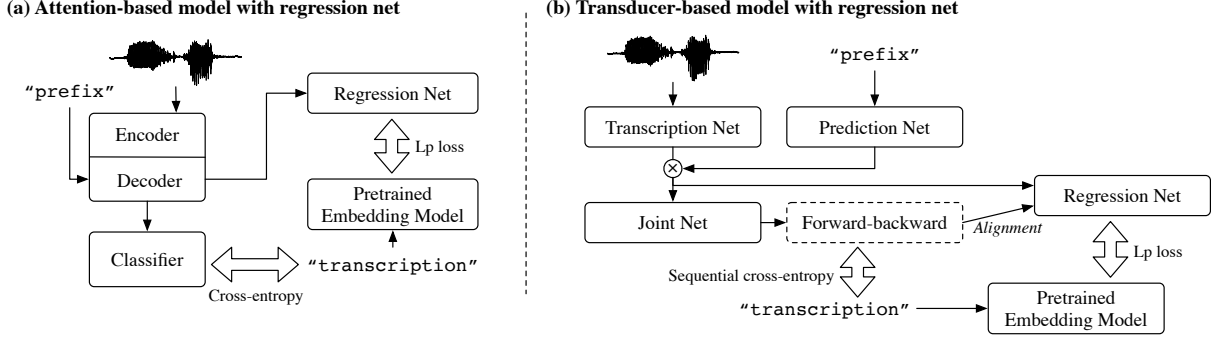 (a) Attention-based model with regression net
“prefix”
Encoder
Decoder
Classifier
Regression Net
Lp loss
Pretrained
Embedding Model
“transcription”
Cross-entropy
(b) Transducer-based model with regression net
“prefix”
Transcription Net
Prediction Net
×
Joint Net
Forward-backward
Alignment
Regression Net
Sequential cross-entropy
Lp loss
“transcription”
Pretrained
Embedding Model